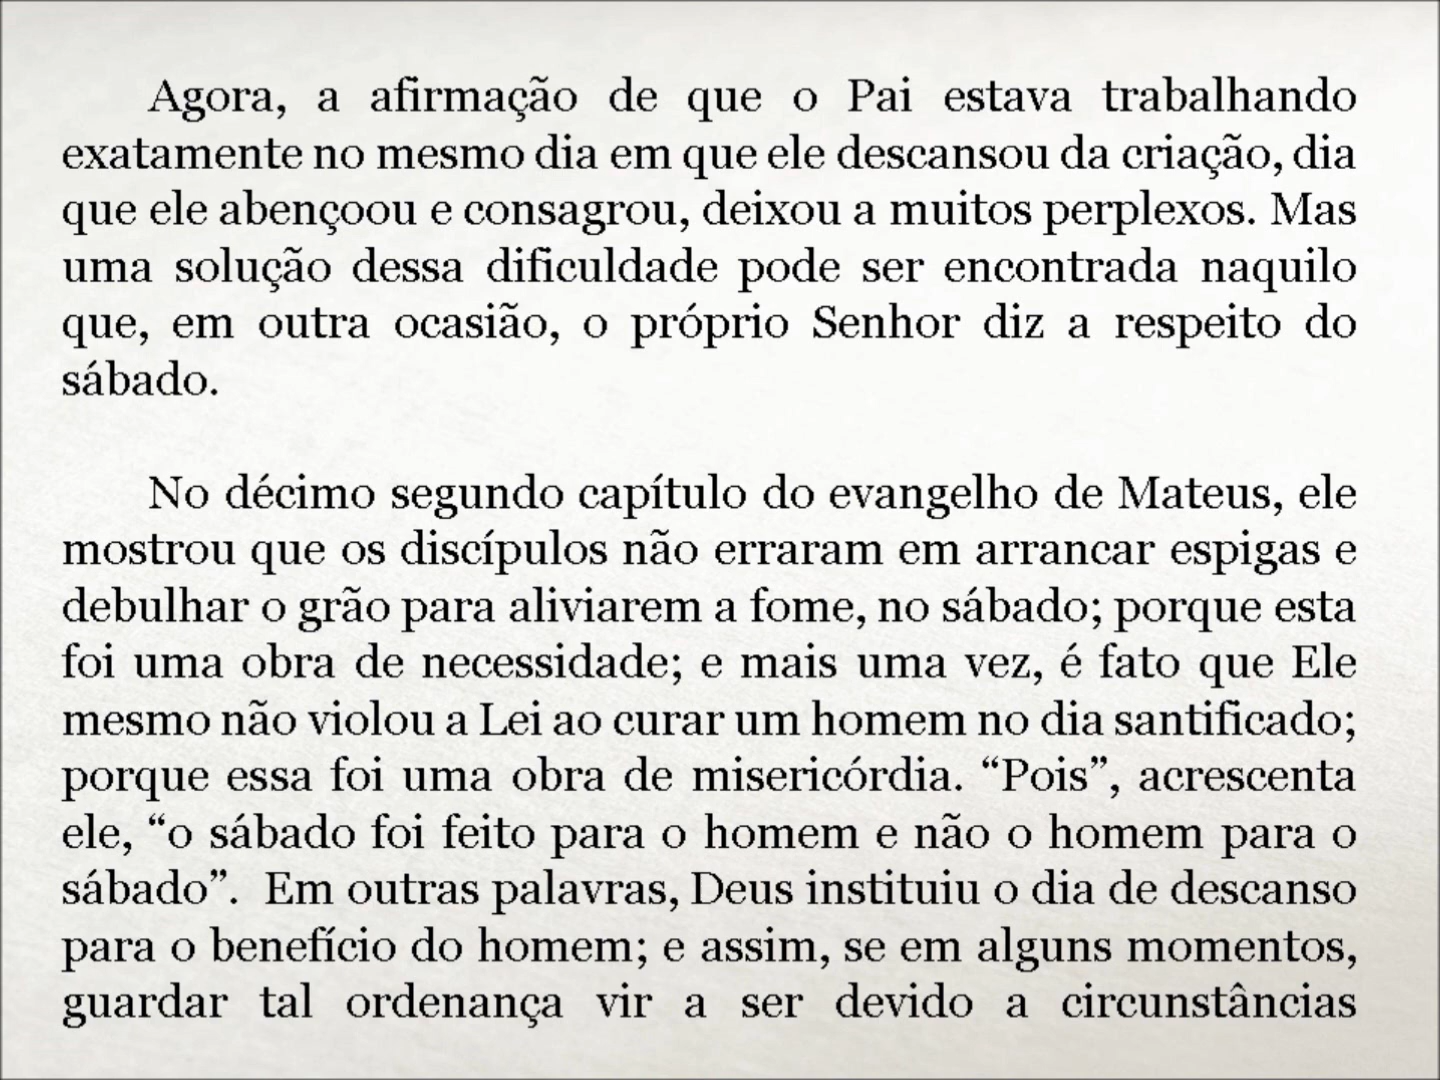 Agora, a afirmação de que o Pai estava trabalhando
exatamente no mesmo dia em que ele descansou da criação, dia
que ele abençoou e consagrou, deixou a muitos perplexos. Mas
uma solução dessa dificuldade pode ser encontrada naquilo
que, em outra ocasião, o próprio Senhor diz a respeito do
sábado.
No décimo segundo capítulo do evangelho de Mateus, ele
mostrou que os discípulos não erraram em arrancar espigas e
debulhar o grão para aliviarem a fome, no sábado; porque esta
foi uma obra de necessidade; e mais uma vez, é fato que Ele
mesmo não violou a Lei ao curar um homem no dia santificado;
porque essa foi uma obra de misericórdia. “Pois”, acrescenta
ele, “o sábado foi feito para o homem e não o homem para o
sábado”.  Em outras palavras, Deus instituiu o dia de descanso
para o benefício do homem; e assim, se em alguns momentos,
guardar tal ordenança vir a ser devido a circunstâncias